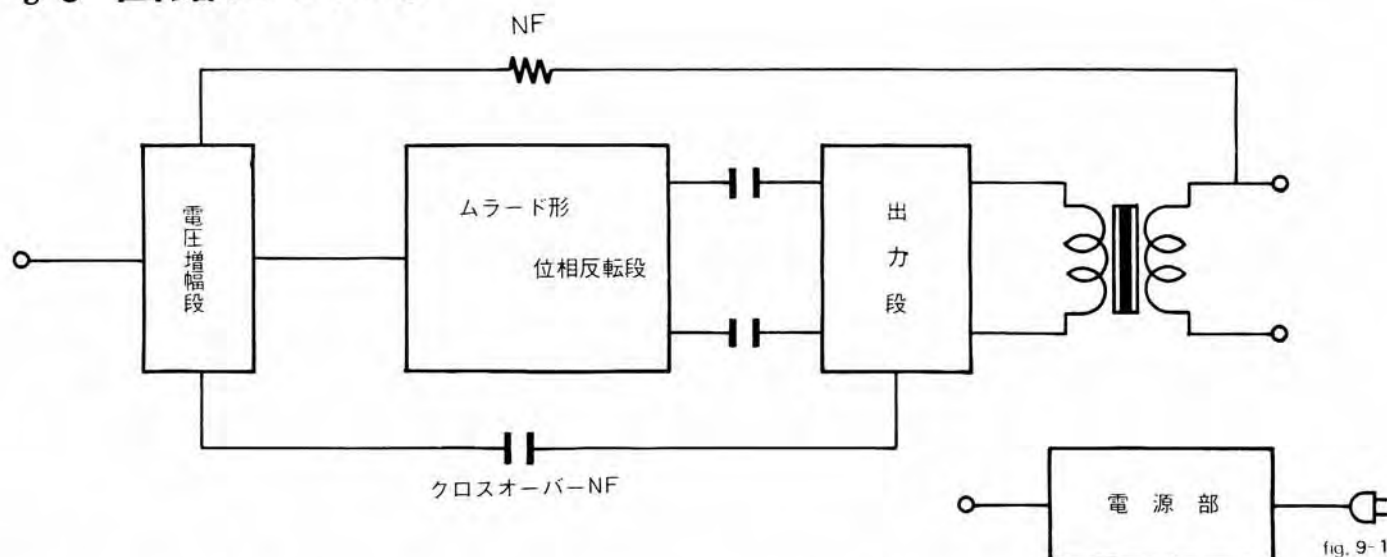 NF
電圧増幅段
ムラード形
位相反転段
出力段
クロスオーバーNF
電源部
fig. 9-1